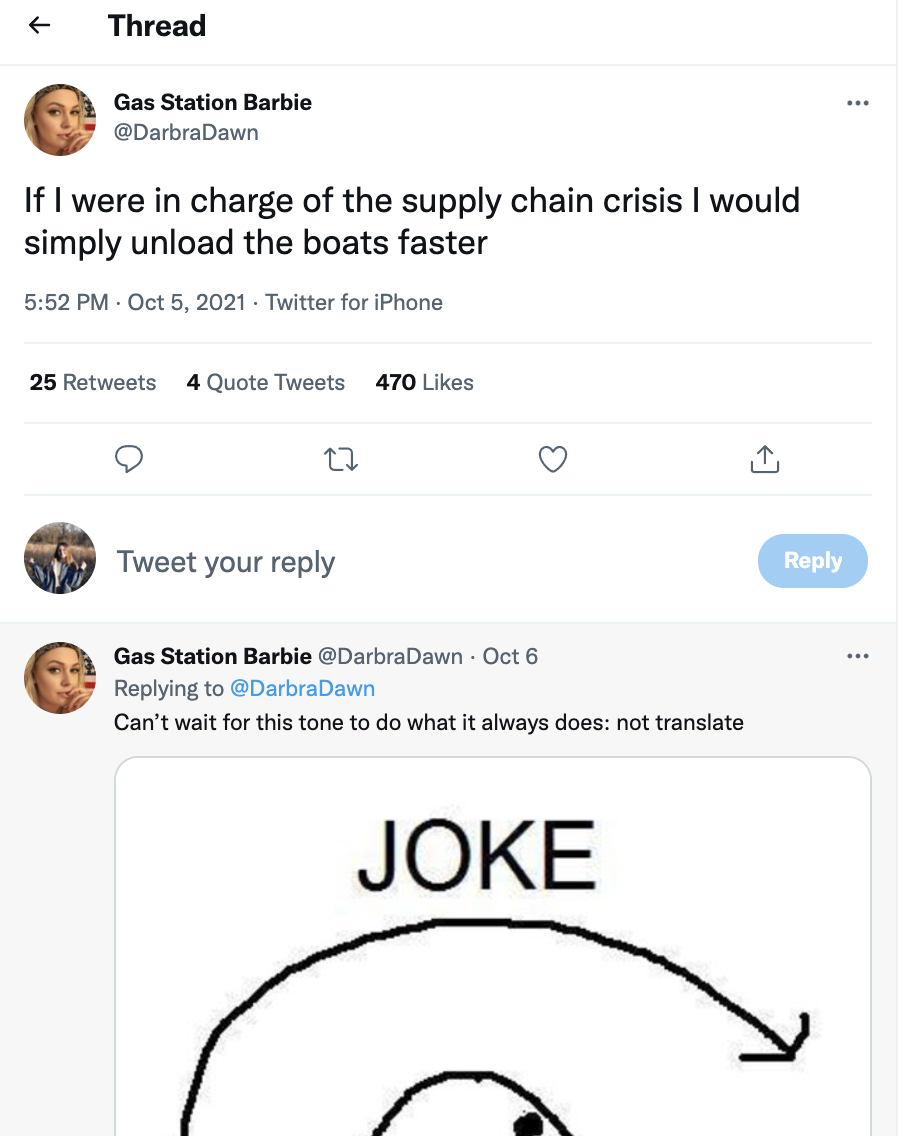 Thread
Gas Station Barbie
@DarbraDawn
If I were in charge of the supply chain crisis I would
simply unload the boats faster
5:52 PM · Oct 5, 2021 · Twitter for iPhone
25 Retweets 4 Quote Tweets 470 Likes
Tweet your reply
Reply
Gas Station Barbie @DarbraDawn · Oct 6
Replying to @DarbraDawn
Can’t wait for this tone to do what it always does: not translate
JOKE